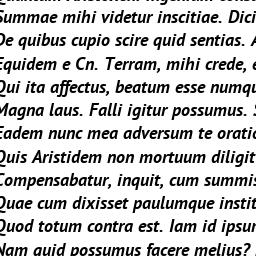 Summae mihi videtur inscitiae. Dici
De quibus cupio scire quid sentias.
Equidem e Cn. Terram, mihi crede,
Qui ita affectus, beatum esse numqu
Magna laus. Falli igitur possumus.
Eadem nunc mea adversum te oratio
Quis Aristidem non mortuum diligit
Compensabatur, inquit, cum summis
Quae cum dixisset paulumque instit
Quod totum contra est. Iam id ipsum
Nam quid possumus facere melius?